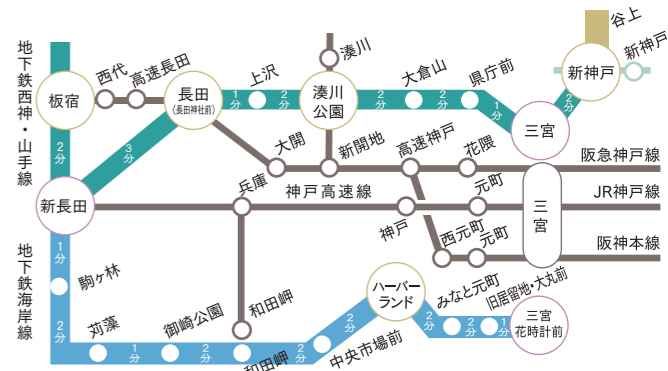 地下鉄西神・山手線
板宿
西代
高速長田
長田
(長田神社前)
上沢
湊川
湊川
公園
大倉山
県庁前
三宮
新神戸
谷上
新神戸
2分
3分
1分
2分
2分
2分
1分
2分
新長田
大開
新開地
高速神戸
花隈
阪急神戸線
兵庫
神戸高速線
神戸
元町
三宮
JR神戸線
西元町
元町
阪神本線
地下鉄海岸線
1分
駒ヶ林
2分
苅藻
1分
御崎公園
2分
和田岬
和田岬
2分
中央市場前
2分
ハーバー
ランド
2分
みなと元町
2分
旧居留地・大丸前
1分
三宮
花時計前